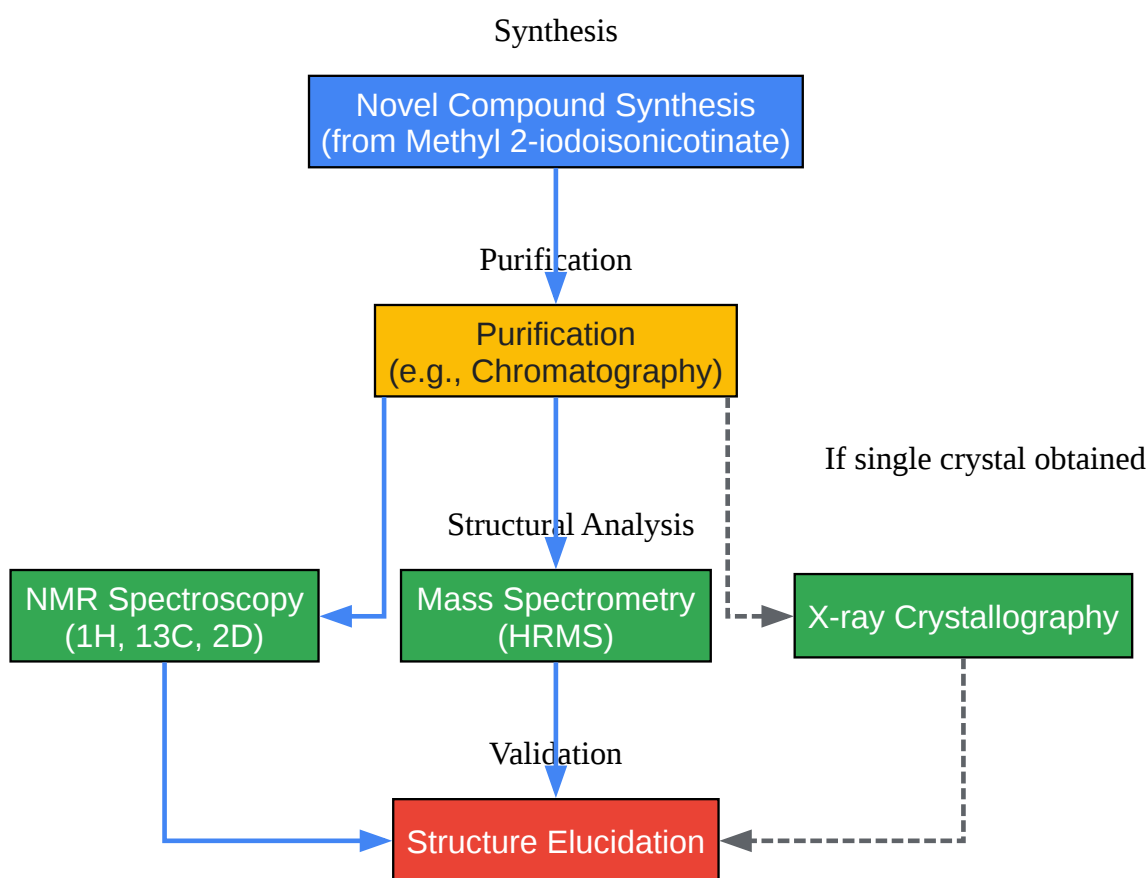 Synthesis
Novel Compound Synthesis
(from Methyl 2-iodoisonicotinate)
Purification
Purification
(e.g., Chromatography)
If single crystal obtained
Structural Analysis
NMR Spectroscopy
(1H, 13C, 2D)
Mass Spectrometry
(HRMS)
X-ray Crystallography
Validation
Structure Elucidation